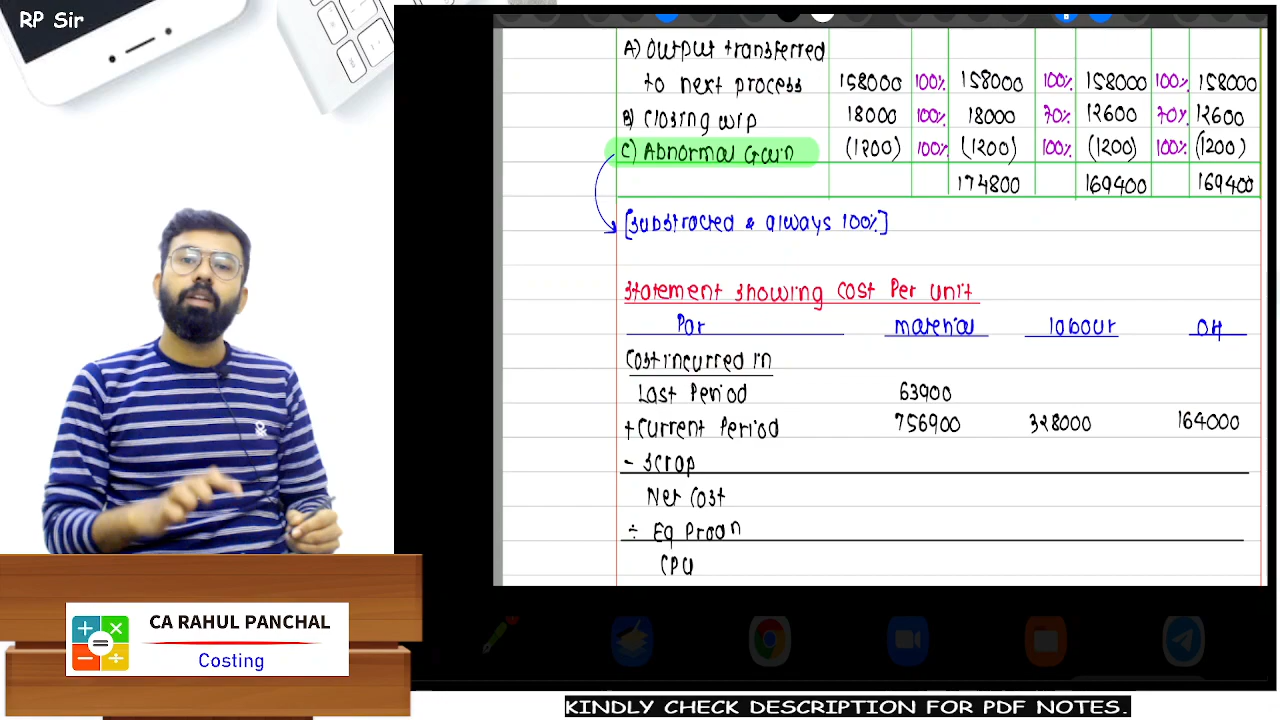 RP Sir
A) Output transferred
to next process 158000 100% 158000 100% 158000 100% 158000
B) Closing WIP 18000 100% 18000 70% 12600 70% 12600
C) Abnormal Gain (1200) 100% (1200) 100% (1200) 100% (1200)
174800 169400 169400
[Substracted & always 100%]
Statement Showing Cost Per unit
Par material labour OH
Cost incurred in
Last Period 63900
+ Current Period 756900 328000 164000
- Scrap
Net Cost
÷ Eq Prodn
CPU
CA RAHUL PANCHAL
Costing
KINDLY CHECK DESCRIPTION FOR PDF NOTES.